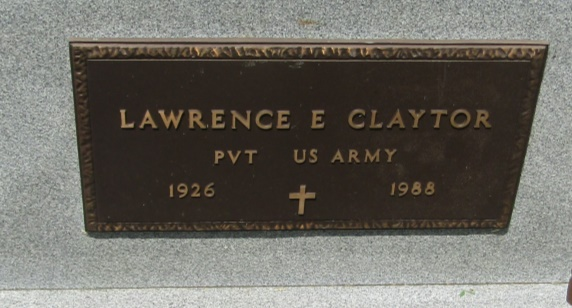 LAWRENCE E CLAYTOR
PVT US ARMY
1926 1988